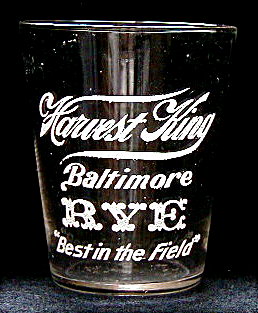 Harvest King
Baltimore
RYE
"Best in the Field"